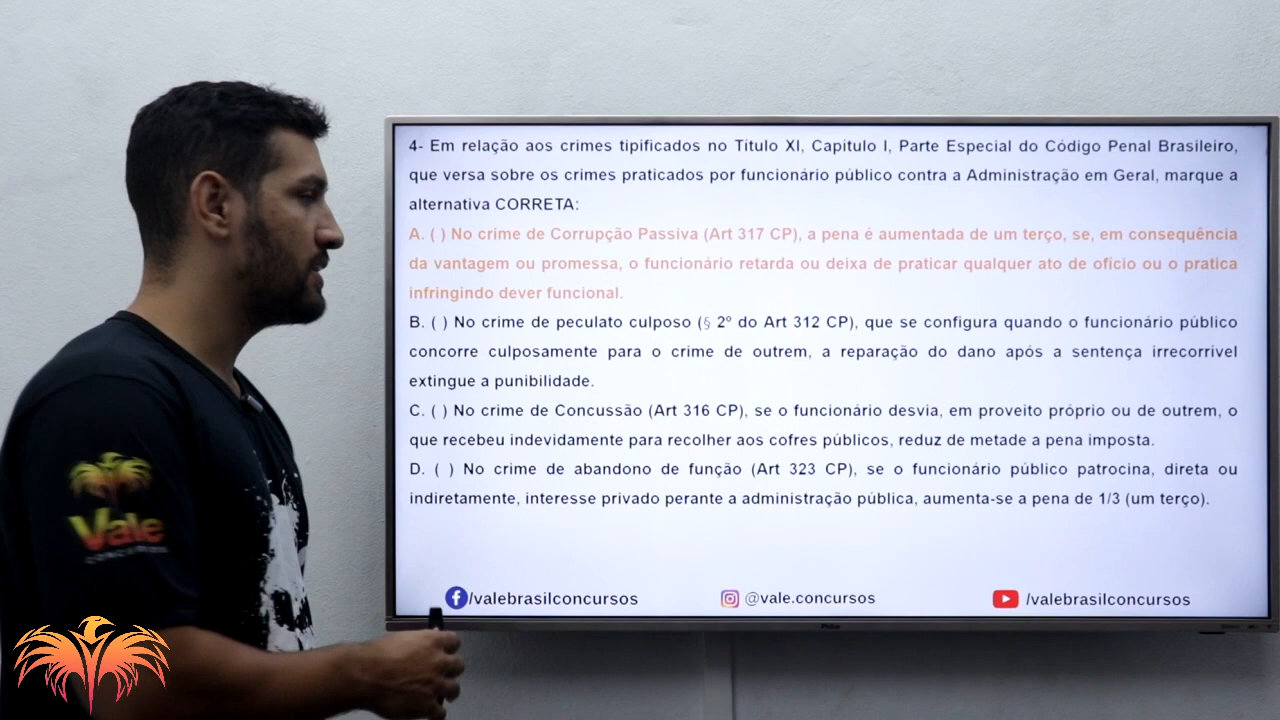 4- Em relação aos crimes tipificados no Título XI, Capítulo I, Parte Especial do Código Penal Brasileiro,
que versa sobre os crimes praticados por funcionário público contra a Administração em Geral, marque a
alternativa CORRETA:
A. ( ) No crime de Corrupção Passiva (Art 317 CP), a pena é aumentada de um terço, se, em consequência
da vantagem ou promessa, o funcionário retarda ou deixa de praticar qualquer ato de ofício ou o pratica
infringindo dever funcional.
B. ( ) No crime de peculato culposo (§ 2º do Art 312 CP), que se configura quando o funcionário público
concorre culposamente para o crime de outrem, a reparação do dano após a sentença irrecorrível
extingue a punibilidade.
C. ( ) No crime de Concussão (Art 316 CP), se o funcionário desvia, em proveito próprio ou de outrem, o
que recebeu indevidamente para recolher aos cofres públicos, reduz de metade a pena imposta.
D. ( ) No crime de abandono de função (Art 323 CP), se o funcionário público patrocina, direta ou
indiretamente, interesse privado perante a administração pública, aumenta-se a pena de 1/3 (um terço).
/valebrasilconcursos @vale.concursos /valebrasilconcursos
Vale